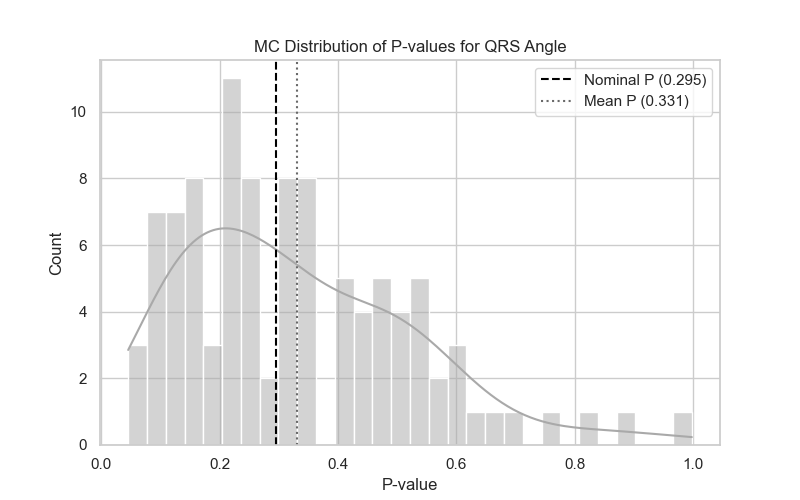 MC Distribution of P-values for QRS Angle
Nominal P (0.295)
Mean P (0.331)
Count
10
8
6
4
2
0
0.0 0.2 0.4 0.6 0.8 1.0
P-value